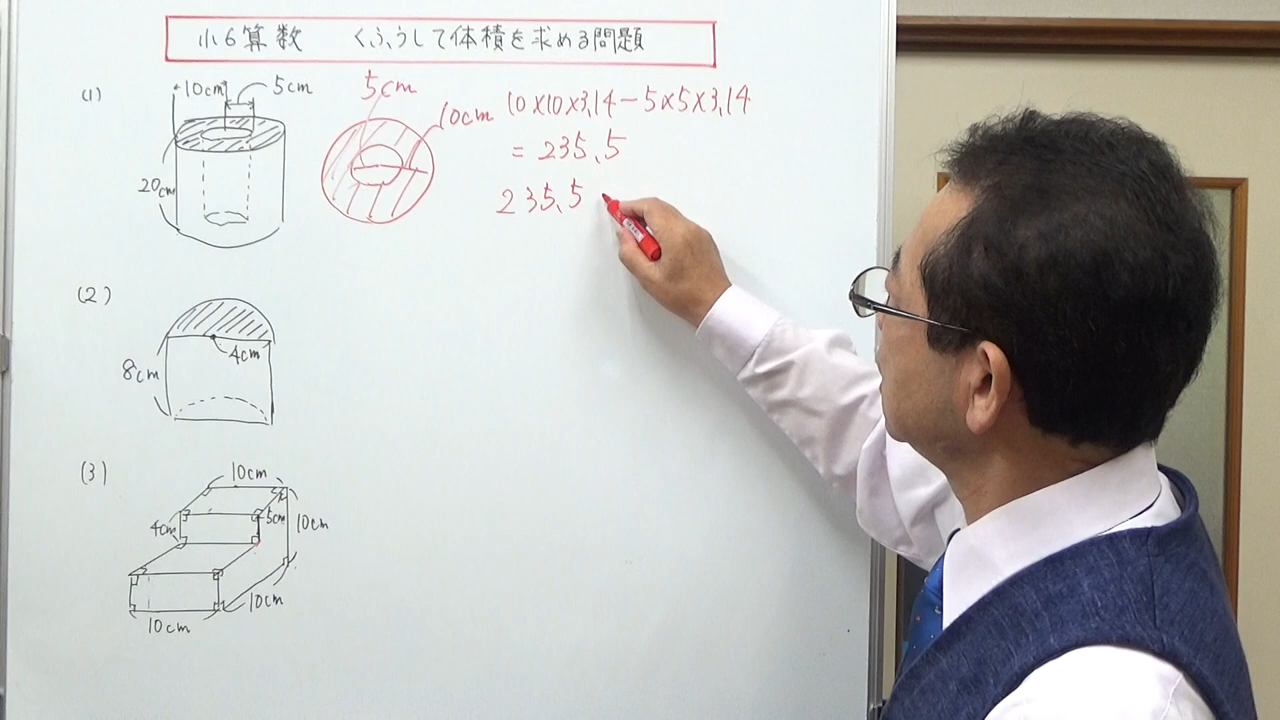 小6算数 くふうして体積を求める問題
(1)
10cm
5cm
20cm
5cm
10cm
10×10×3.14－5×5×3.14
=235.5
235.5
(2)
4cm
8cm
(3)
10cm
4cm
5cm
10cm
10cm
10cm